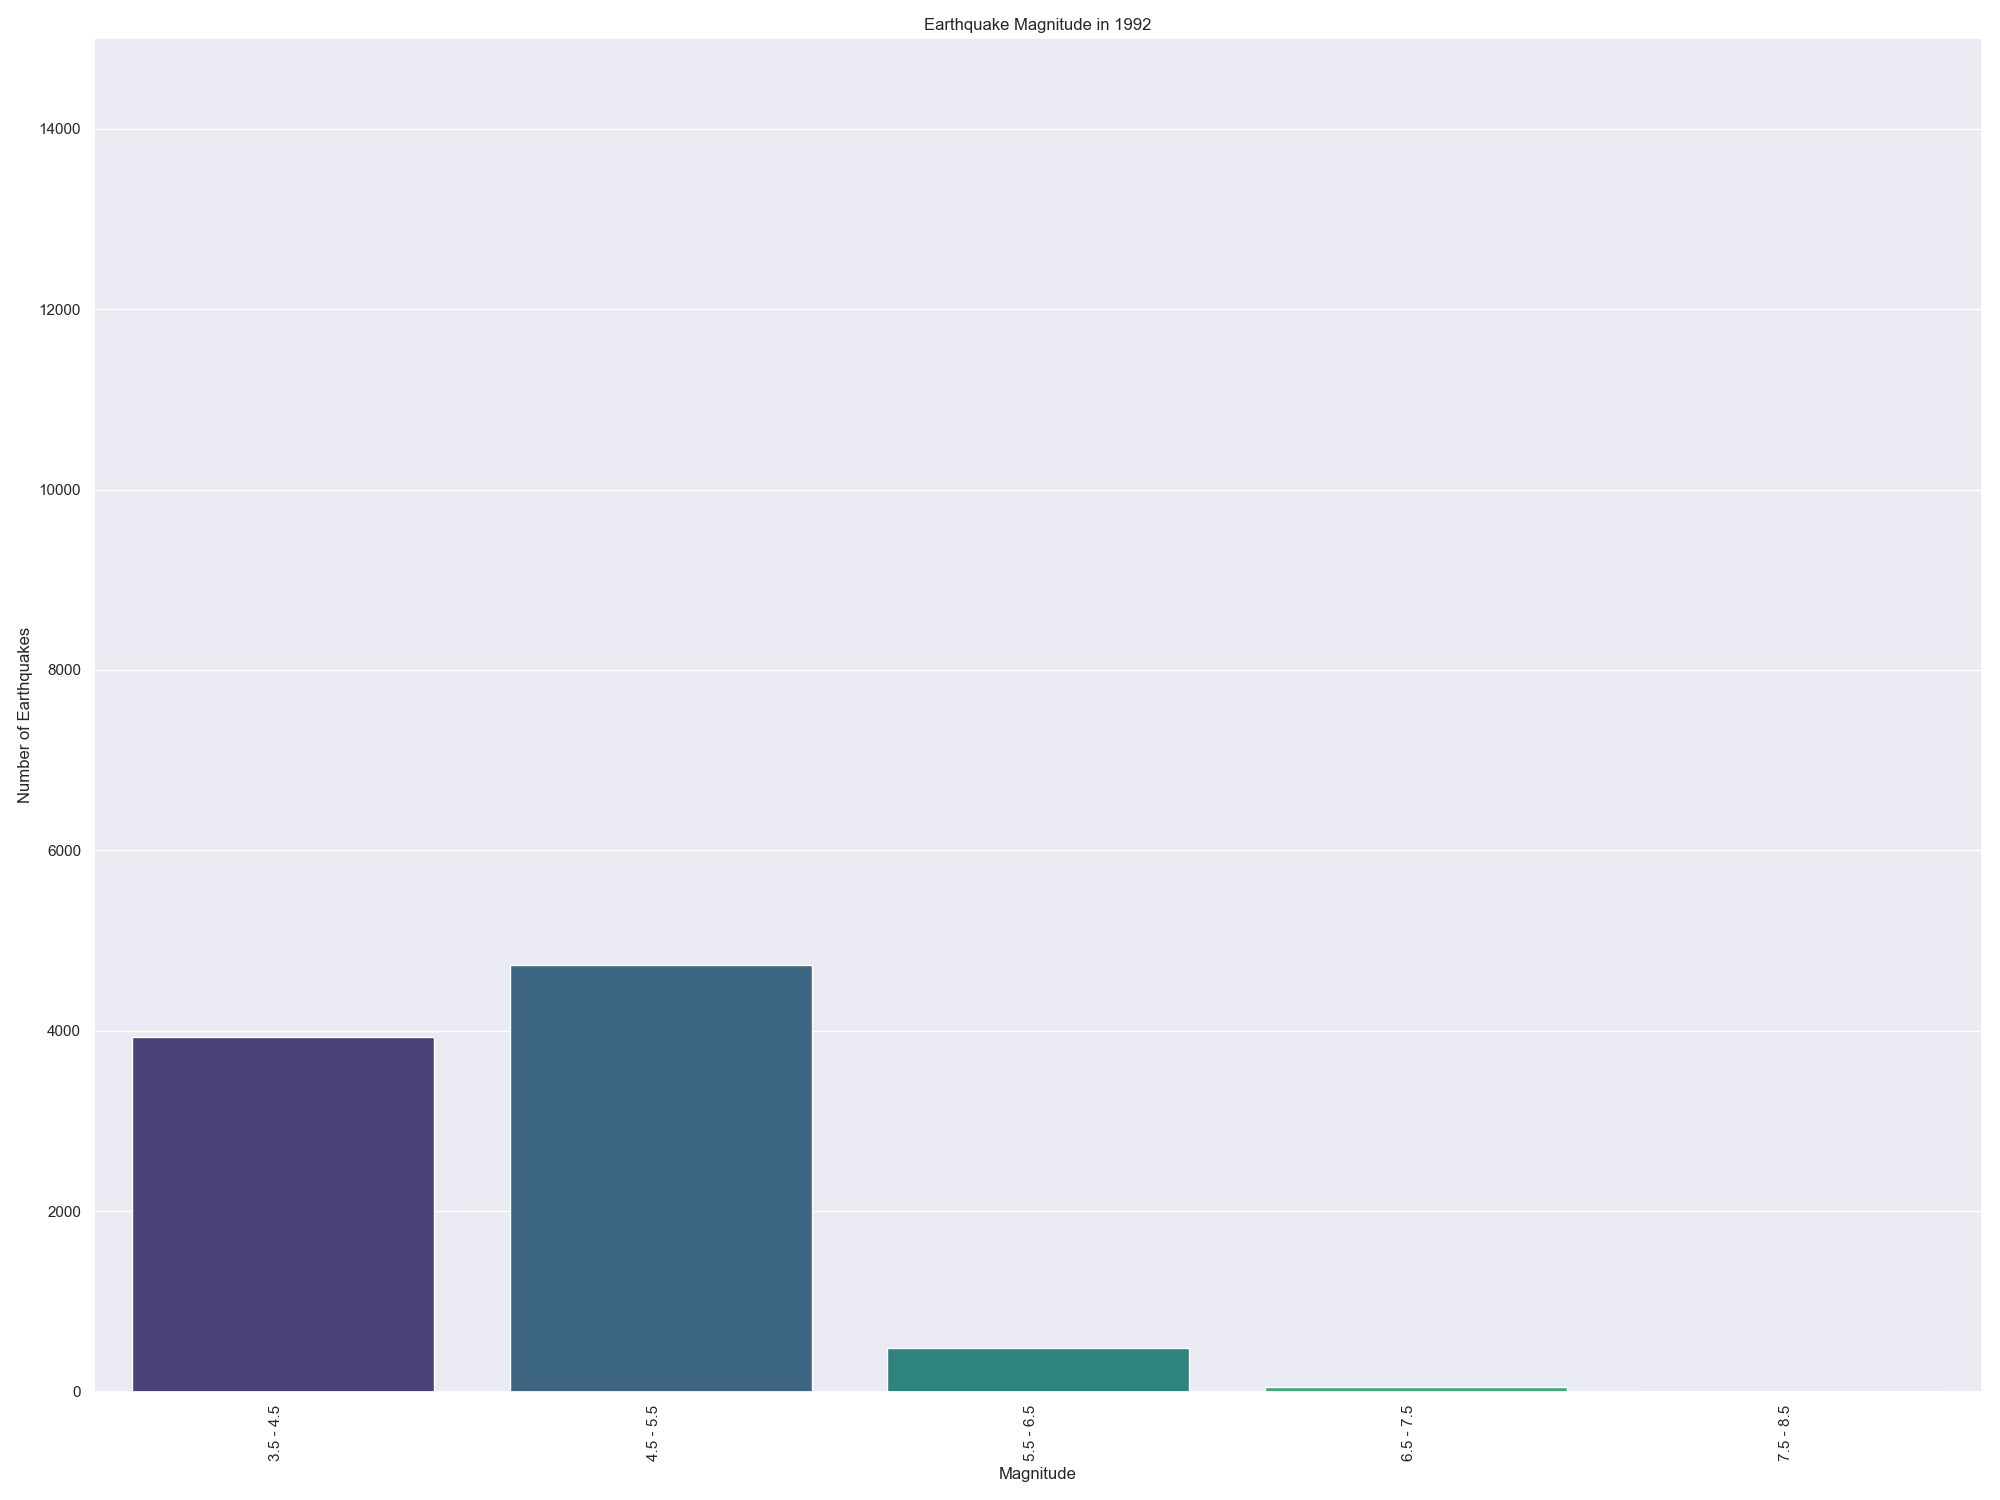 Earthquake Magnitude in 1992
14000
12000
10000
8000
6000
4000
2000
0
Number of Earthquakes
3.5 - 4.5
4.5 - 5.5
5.5 - 6.5
6.5 - 7.5
7.5 - 8.5
Magnitude